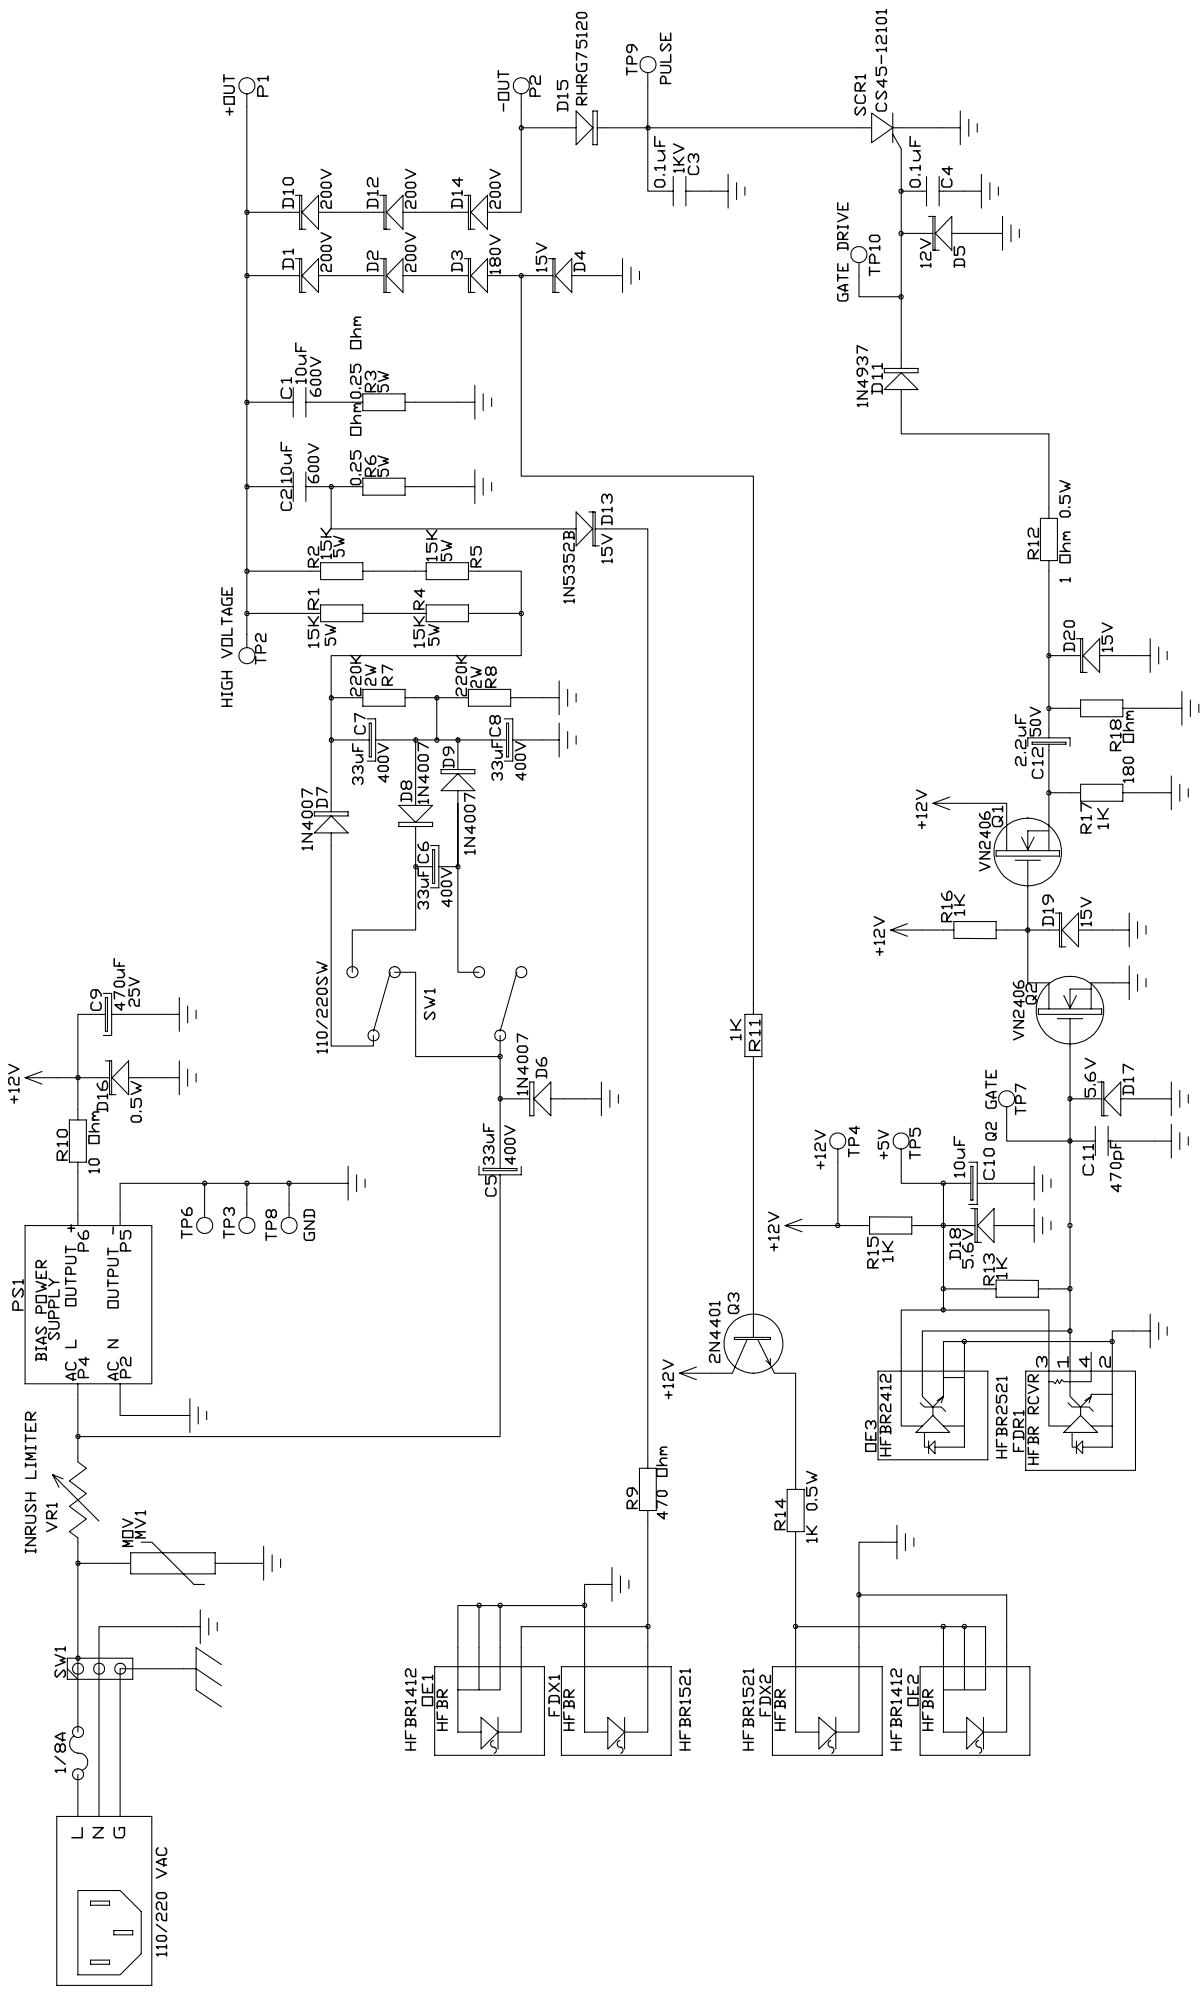 110/220 VAC
L
N
G
1/8A
SW1
MOV
MV1
INRUSH LIMITER
VR1
PS1
BIAS POWER
SUPPLY
AC L
P4
OUTPUT +
P6
AC N
P2
OUTPUT -
P5
R10
10 Ohm
+12V
D16
0.5W
C9
470uF
25V
TP6
TP3
TP8
GND
C5
33uF
400V
1N4007
D6
110/220SW
SW1
1N4007
D7
D8
1N4007
D9
1N4007
33uF
C6
400V
33uF
C7
400V
33uF
C8
400V
220K
2W
R7
220K
2W
R8
HIGH VOLTAGE
TP2
15K
R1
5W
15K
R4
5W
R2
15K
5W
15K
5W
R5
C2
10uF
600V
0.25 Ohm
R6
5W
C1
10uF
600V
0.25 Ohm
R3
5W
D1
200V
D2
200V
D3
180V
15V
D4
D10
200V
D12
200V
D14
200V
+OUT
P1
-OUT
P2
D15
RHRG75120
TP9
PULSE
0.1uF
1KV
C3
SCR1
CS45-12101
0.1uF
C4
12V
D5
GATE DRIVE
TP10
1N4937
D11
1N5352B
15V
D13
R9
470 Ohm
HFBR1412
OE1
HFBR
FDX1
HFBR
HFBR1521
1K
R11
+12V
2N4401
Q3
R14
1K 0.5W
HFBR1521
FDX2
HFBR
HFBR1412
OE2
HFBR
+12V
+12V
TP4
+5V
TP5
R15
1K
10uF
C10
D18
5.6V
R13
1K
OE3
HFBR2412
HFBR2521
FDR1
HFBR RCVR
3
1
4
2
Q2 GATE
TP7
5.6V
D17
C11
470pF
VN2406
Q2
+12V
R16
1K
D19
15V
+12V
VN2406
Q1
R17
1K
2.2uF
C12
50V
R18
Ohm
180
D20
15V
R12
1 Ohm 0.5W